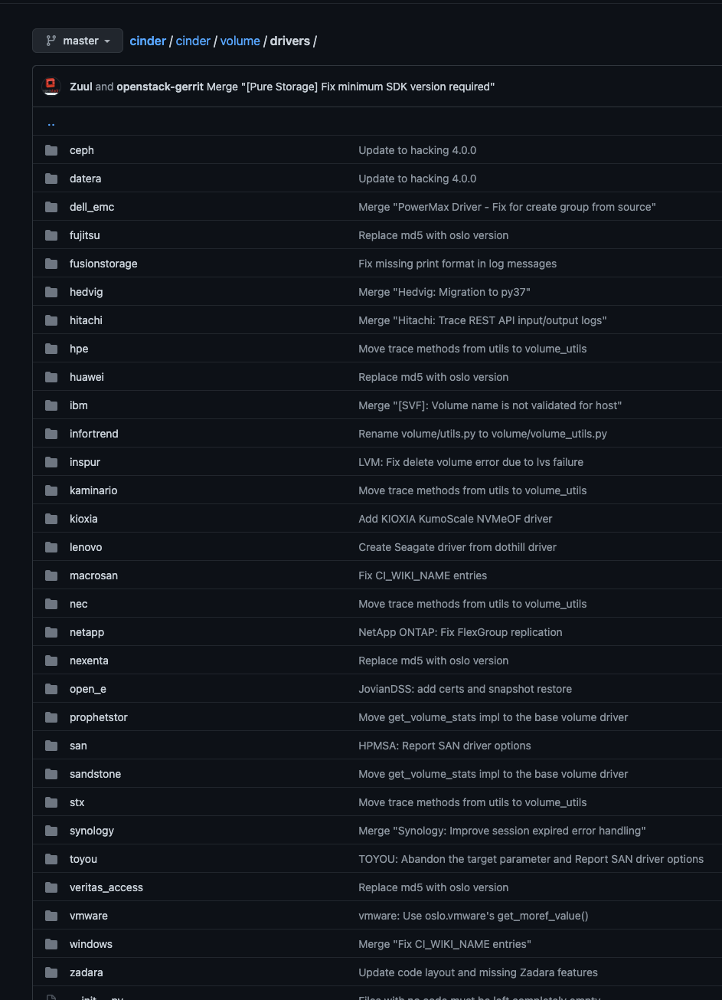 master cinder / cinder / volume / drivers /
Zuul and openstack-gerrit Merge "[Pure Storage] Fix minimum SDK version required"
..
ceph Update to hacking 4.0.0
datera Update to hacking 4.0.0
dell_emc Merge "PowerMax Driver - Fix for create group from source"
fujitsu Replace md5 with oslo version
fusionstorage Fix missing print format in log messages
hedvig Merge "Hedvig: Migration to py37"
hitachi Merge "Hitachi: Trace REST API input/output logs"
hpe Move trace methods from utils to volume_utils
huawei Replace md5 with oslo version
ibm Merge "[SVF]: Volume name is not validated for host"
infortrend Rename volume/utils.py to volume/volume_utils.py
inspur LVM: Fix delete volume error due to lvs failure
kaminario Move trace methods from utils to volume_utils
kioxia Add KIOXIA KumoScale NVMeOF driver
lenovo Create Seagate driver from dothill driver
macrosan Fix CI_WIKI_NAME entries
nec Move trace methods from utils to volume_utils
netapp NetApp ONTAP: Fix FlexGroup replication
nexenta Replace md5 with oslo version
open_e JovianDSS: add certs and snapshot restore
prophetstor Move get_volume_stats impl to the base volume driver
san HPMSA: Report SAN driver options
sandstone Move get_volume_stats impl to the base volume driver
stx Move trace methods from utils to volume_utils
synology Merge "Synology: Improve session expired error handling"
toyou TOYOU: Abandon the target parameter and Report SAN driver options
veritas_access Replace md5 with oslo version
vmware vmware: Use oslo.vmware's get_moref_value()
windows Merge "Fix CI_WIKI_NAME entries"
zadara Update code layout and missing Zadara features
__init__.py Files with no code must be left completely empty